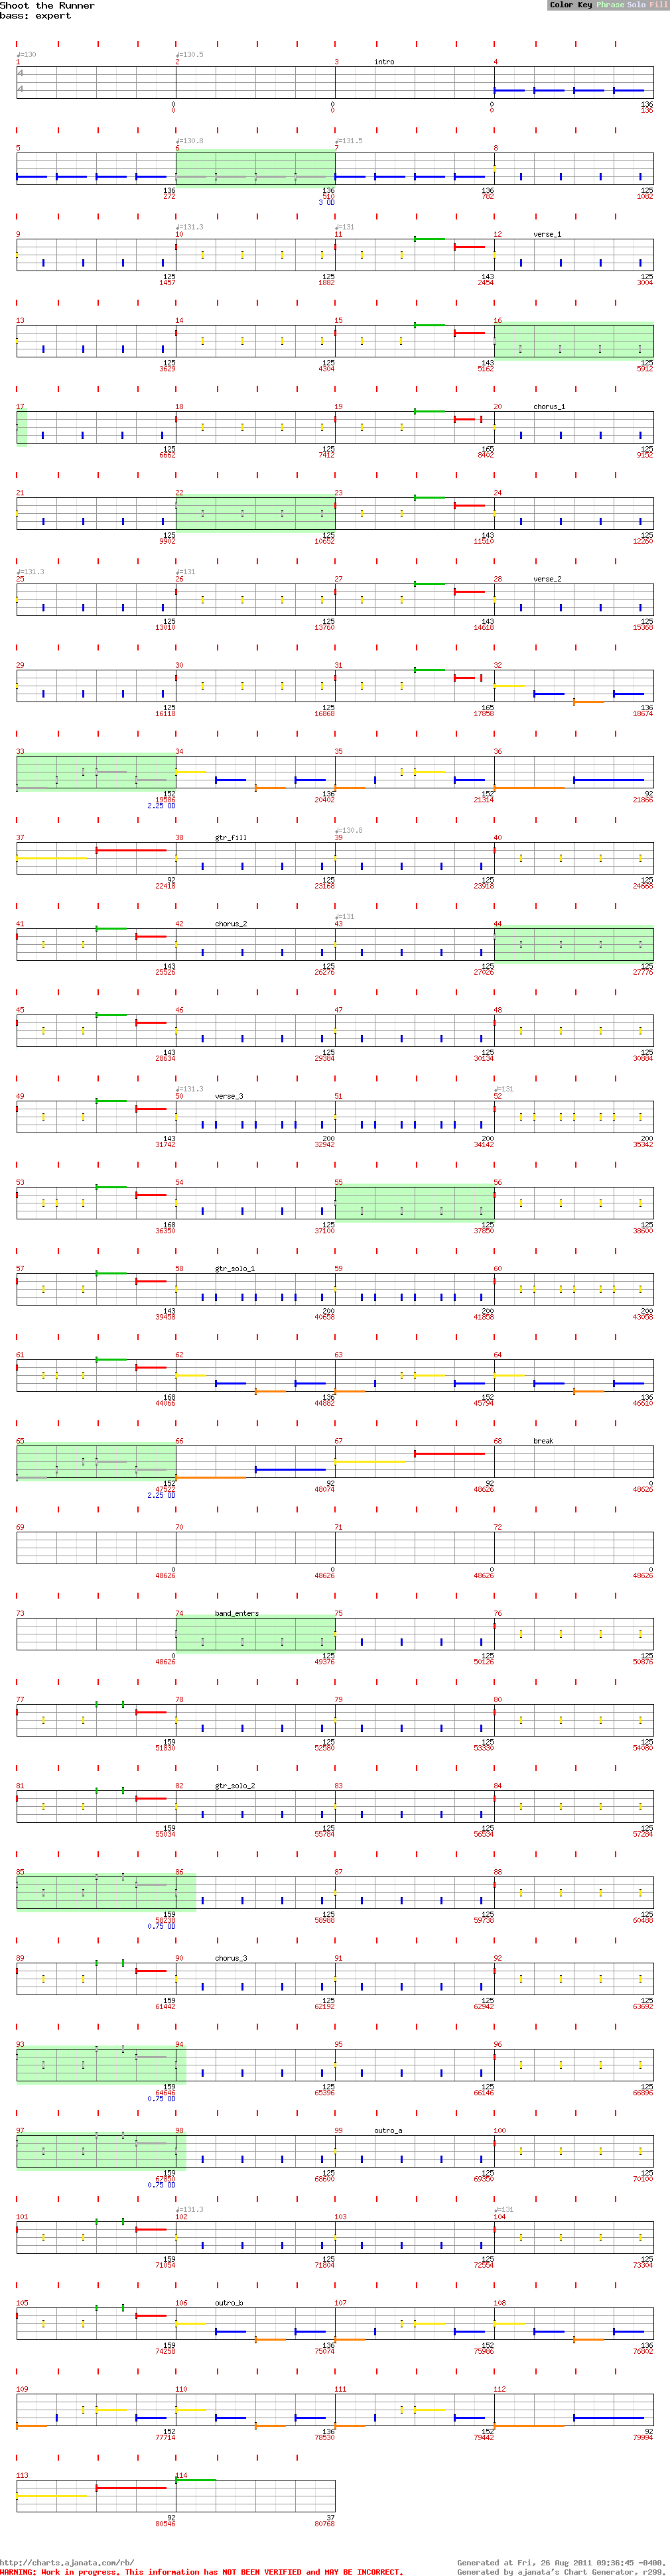 Shoot the Runner
Color Key Phrase Solo Fill
bass: expert
♩=130 ♩=130.5
1 2 3 intro 4
4
4
0 0 0 136
0 0 0 136
♩=130.8 ♩=131.5
5 6 7 8
136 136 136 125
272 510 782 1082
3 OD
♩=131.3 ♩=131
9 10 11 12 verse_1
125 125 143 125
1457 1882 2454 3004
13 14 15 16
125 125 143 125
3629 4304 5162 5912
17 18 19 20 chorus_1
125 125 165 125
6662 7412 8402 9152
21 22 23 24
125 125 143 125
9902 10652 11510 12260
♩=131.3 ♩=131
25 26 27 28 verse_2
125 125 143 125
13010 13760 14618 15368
29 30 31 32
125 125 165 136
16118 16868 17858 18674
33 34 35 36
152 136 152 92
19586 20402 21314 21866
2.25 OD
♩=130.8
37 38 gtr_fill 39 40
92 125 125 125
22418 23168 23918 24668
♩=131
41 42 chorus_2 43 44
143 125 125 125
25526 26276 27026 27776
45 46 47 48
143 125 125 125
28634 29384 30134 30884
♩=131.3 ♩=131
49 50 verse_3 51 52
143 200 200 200
31742 32942 34142 35342
53 54 55 56
168 125 125 125
36350 37100 37850 38600
57 58 gtr_solo_1 59 60
143 200 200 200
39458 40658 41858 43058
61 62 63 64
168 136 152 136
44066 44882 45794 46610
65 66 67 68 break
152 92 92 0
47522 48074 48626 48626
2.25 OD
69 70 71 72
0 0 0 0
48626 48626 48626 48626
73 74 band_enters 75 76
0 125 125 125
48626 49376 50126 50876
77 78 79 80
159 125 125 125
51830 52580 53330 54080
81 82 gtr_solo_2 83 84
159 125 125 125
55034 55784 56534 57284
85 86 87 88
159 125 125 125
58238 58988 59738 60488
0.75 OD
89 90 chorus_3 91 92
159 125 125 125
61442 62192 62942 63692
93 94 95 96
159 125 125 125
64646 65396 66146 66896
0.75 OD
97 98 99 outro_a 100
159 125 125 125
67850 68600 69350 70100
0.75 OD
♩=131.3 ♩=131
101 102 103 104
159 125 125 125
71054 71804 72554 73304
105 106 outro_b 107 108
159 136 152 136
74258 75074 75986 76802
109 110 111 112
152 136 152 92
77714 78530 79442 79994
113 114
92 37
80546 80768
http://charts.ajanata.com/rb/ Generated at Fri, 26 Aug 2011 09:36:45 -0400.
WARNING: Work in progress. This information has NOT BEEN VERIFIED and MAY BE INCORRECT. Generated by ajanata's Chart Generator, r299.